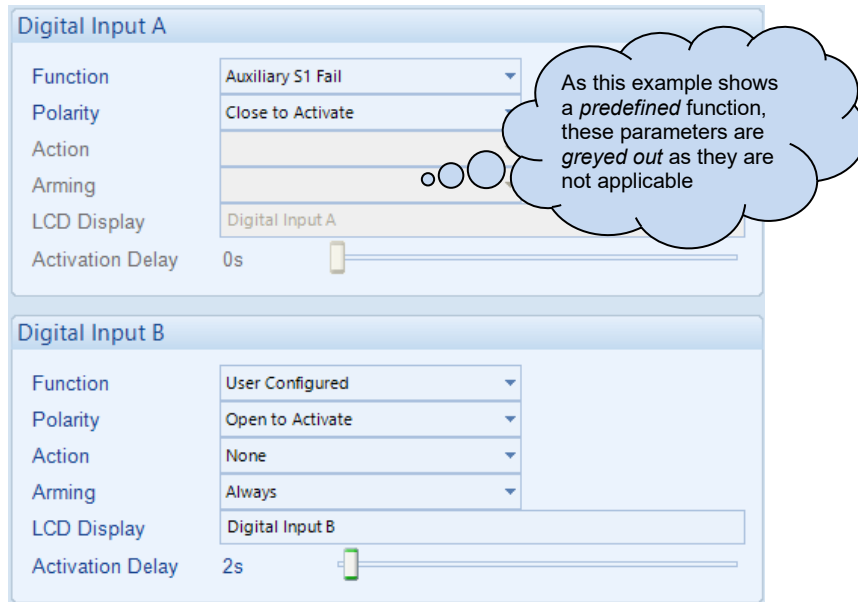 Digital Input A
Function Auxiliary S1 Fail
Polarity Close to Activate
Action
Arming
LCD Display Digital Input A
Activation Delay 0s
As this example shows
a predefined function,
these parameters are
greyed out as they are
not applicable
Digital Input B
Function User Configured
Polarity Open to Activate
Action None
Arming Always
LCD Display Digital Input B
Activation Delay 2s